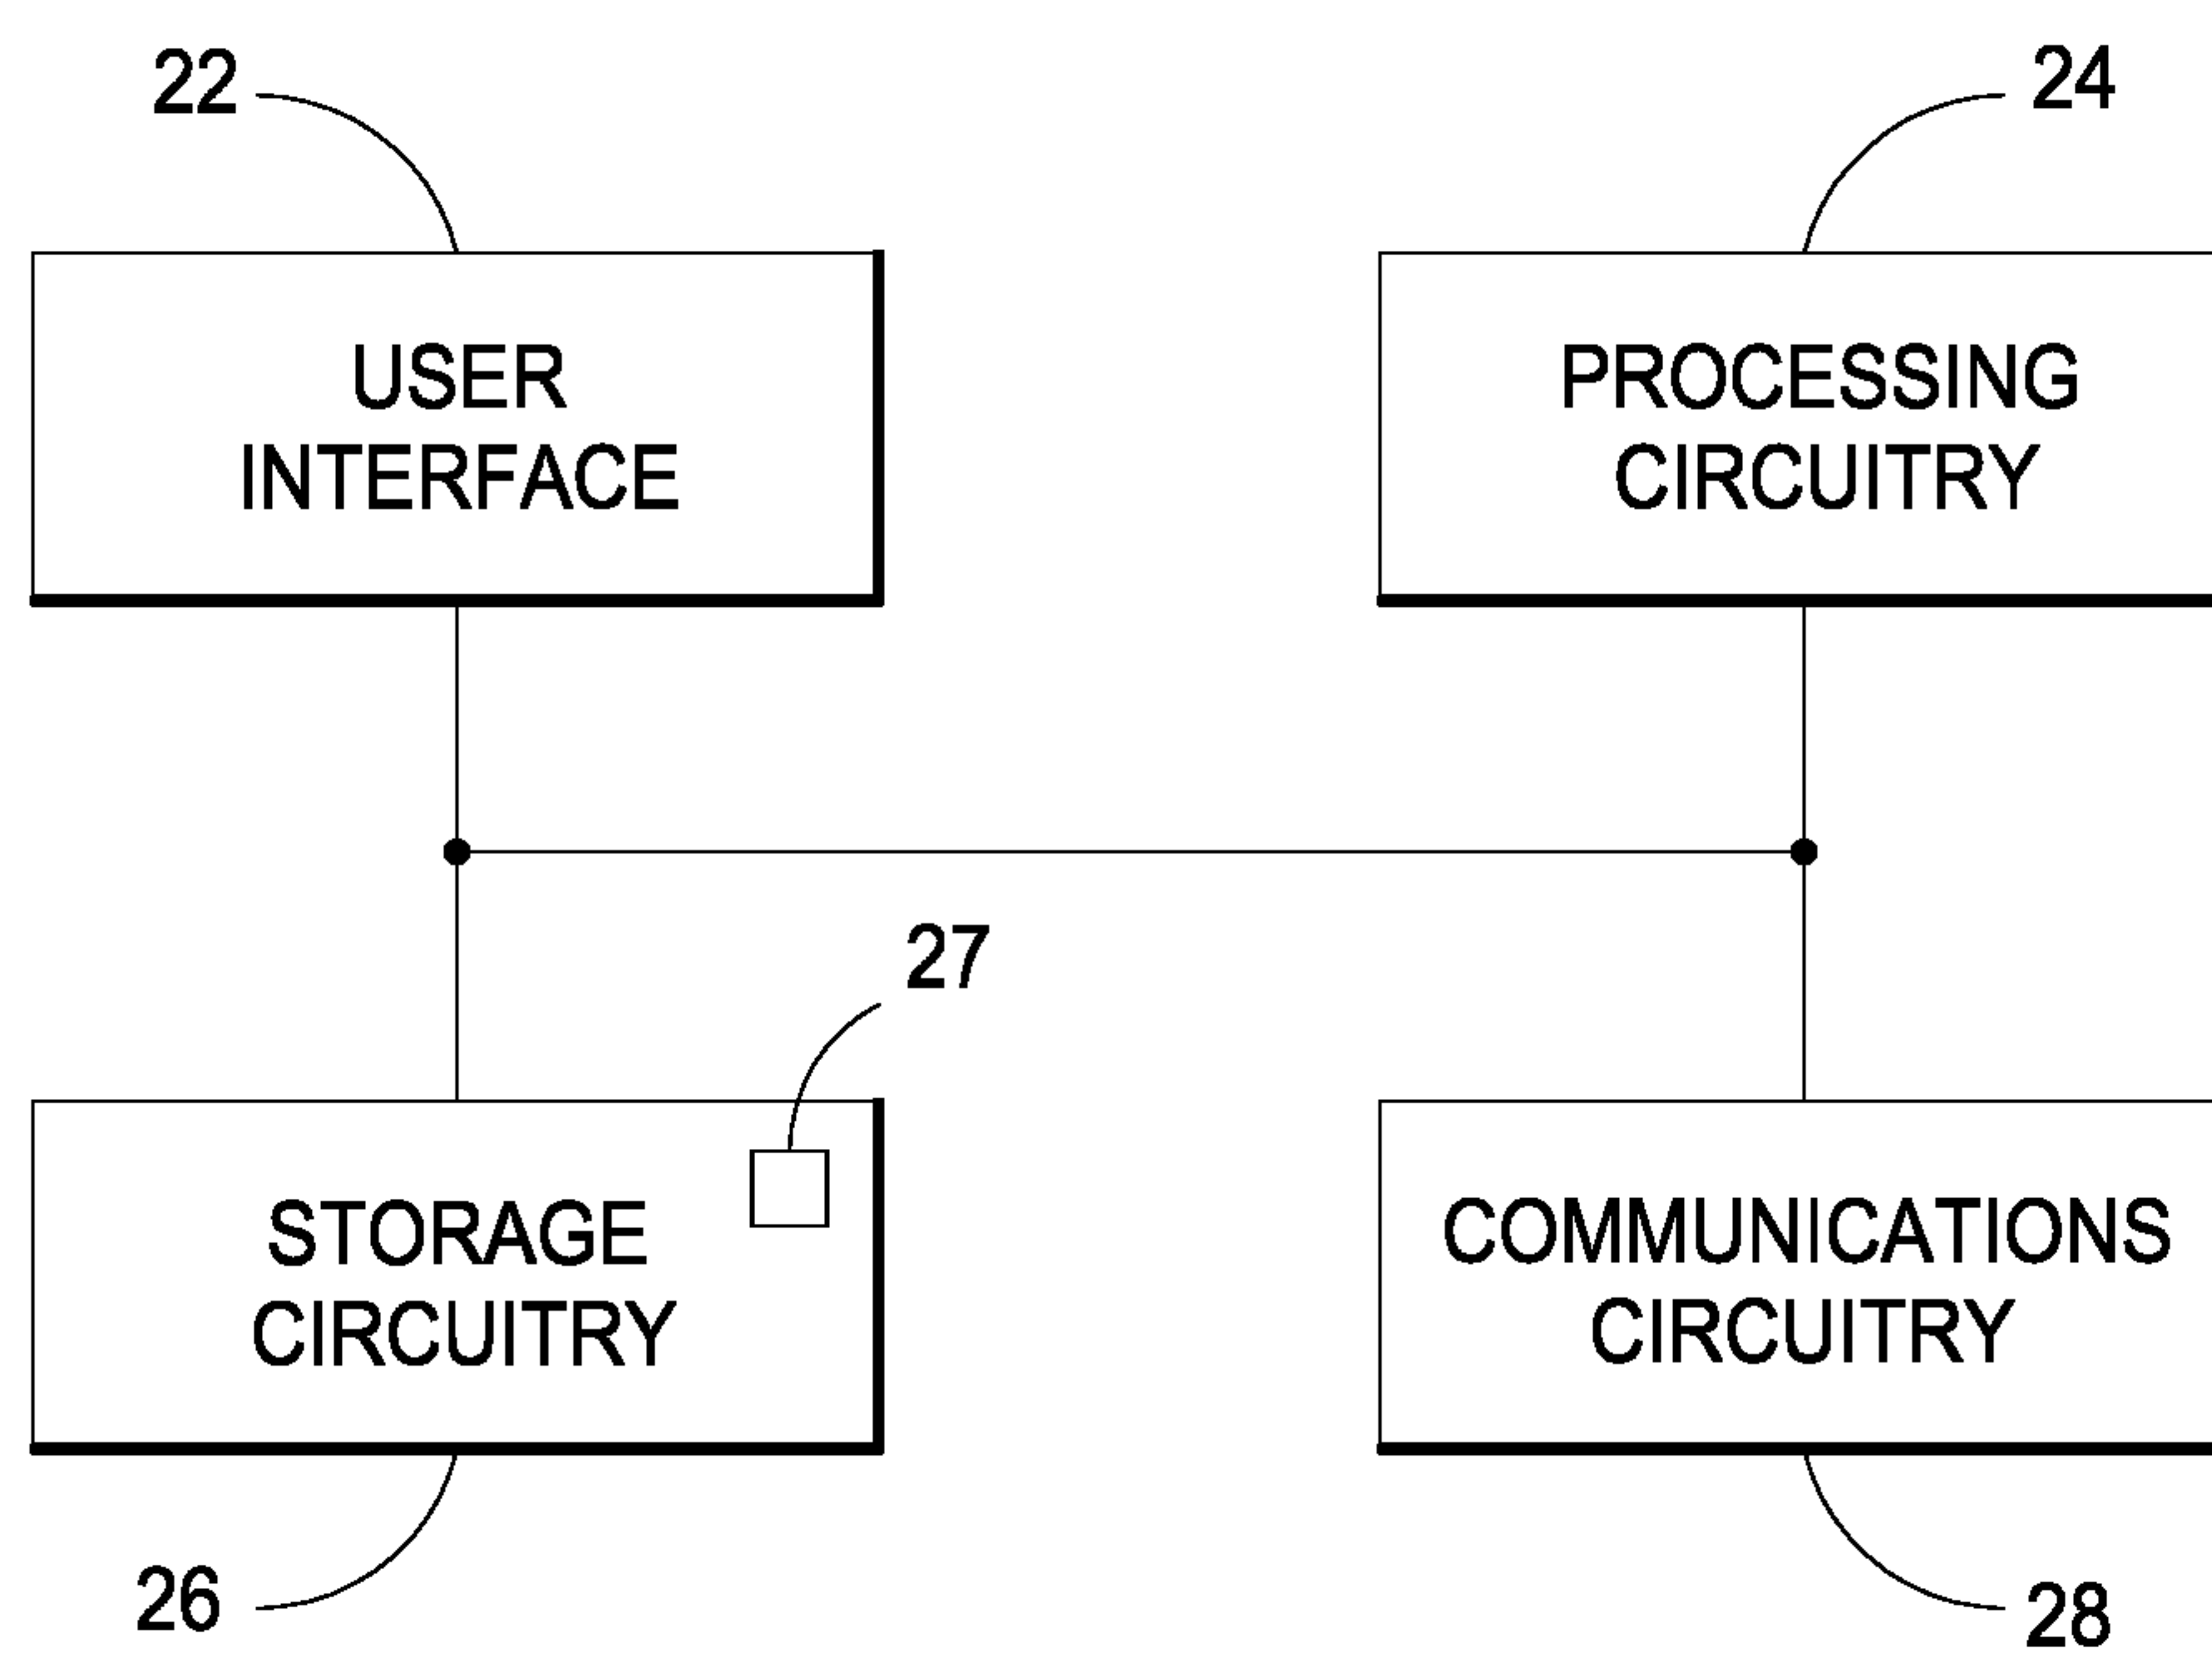 22
24
USER
INTERFACE
PROCESSING
CIRCUITRY
27
STORAGE
CIRCUITRY
COMMUNICATIONS
CIRCUITRY
26
28